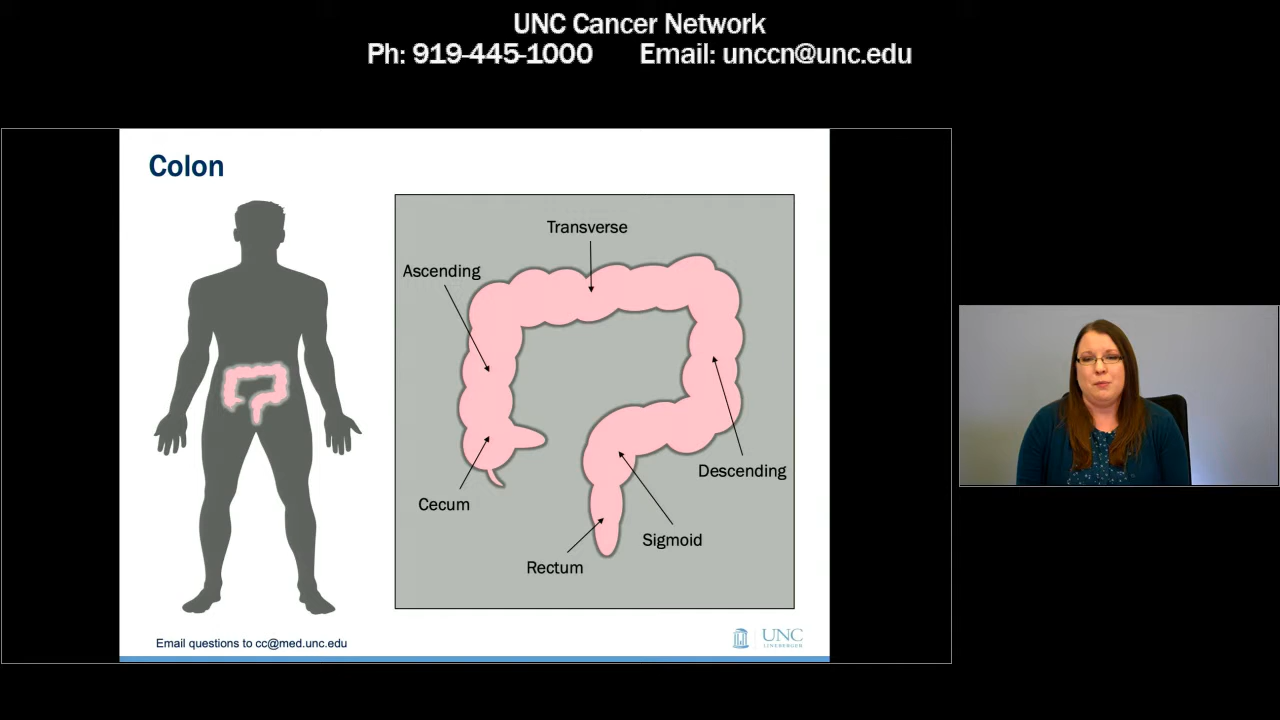 UNC Cancer Network
Ph: 919-445-1000 Email: unccn@unc.edu
Colon
Transverse
Ascending
Descending
Cecum
Sigmoid
Rectum
Email questions to cc@med.unc.edu
UNC
LINEBERGER